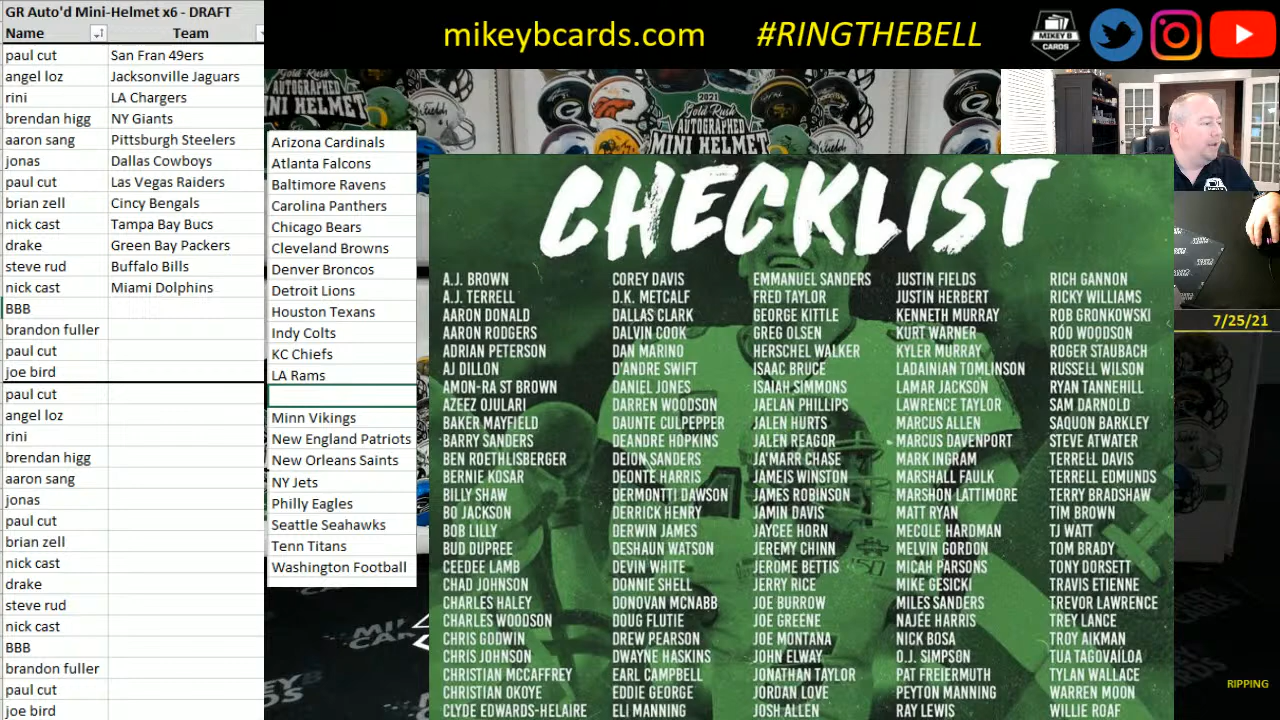 GR Auto'd Mini-Helmet x6 - DRAFT
Name Team
paul cut San Fran 49ers
angel loz Jacksonville Jaguars
rini LA Chargers
brendan higg NY Giants
aaron sang Pittsburgh Steelers
jonas Dallas Cowboys
paul cut Las Vegas Raiders
brian zell Cincy Bengals
nick cast Tampa Bay Bucs
drake Green Bay Packers
steve rud Buffalo Bills
nick cast Miami Dolphins
BBB
brandon fuller
paul cut
joe bird
paul cut
angel loz
rini
brendan higg
aaron sang
jonas
paul cut
brian zell
nick cast
drake
steve rud
nick cast
BBB
brandon fuller
paul cut
joe bird
Arizona Cardinals
Atlanta Falcons
Baltimore Ravens
Carolina Panthers
Chicago Bears
Cleveland Browns
Denver Broncos
Detroit Lions
Houston Texans
Indy Colts
KC Chiefs
LA Rams
Minn Vikings
New England Patriots
New Orleans Saints
NY Jets
Philly Eagles
Seattle Seahawks
Tenn Titans
Washington Football
mikeybcards.com #RINGTHEBELL
MIKEY B
CARDS
Gold Rush
AUTOGRAPHED
MINI HELMET
2021
Gold Rush
AUTOGRAPHED
MINI HELMET
CHECKLIST
A.J. BROWN
A.J. TERRELL
AARON DONALD
AARON RODGERS
ADRIAN PETERSON
AJ DILLON
AMON-RA ST BROWN
AZEEZ OJULARI
BAKER MAYFIELD
BARRY SANDERS
BEN ROETHLISBERGER
BERNIE KOSAR
BILLY SHAW
BO JACKSON
BOB LILLY
BUD DUPREE
CEEDEE LAMB
CHAD JOHNSON
CHARLES HALEY
CHARLES WOODSON
CHRIS GODWIN
CHRIS JOHNSON
CHRISTIAN MCCAFFREY
CHRISTIAN OKOYE
CLYDE EDWARDS-HELAIRE
COREY DAVIS
D.K. METCALF
DALLAS CLARK
DALVIN COOK
DAN MARINO
D'ANDRE SWIFT
DANIEL JONES
DARREN WOODSON
DAUNTE CULPEPPER
DEANDRE HOPKINS
DEION SANDERS
DEONTE HARRIS
DERMONTTI DAWSON
DERRICK HENRY
DERWIN JAMES
DESHAUN WATSON
DEVIN WHITE
DONNIE SHELL
DONOVAN MCNABB
DOUG FLUTIE
DREW PEARSON
DWAYNE HASKINS
EARL CAMPBELL
EDDIE GEORGE
ELI MANNING
EMMANUEL SANDERS
FRED TAYLOR
GEORGE KITTLE
GREG OLSEN
HERSCHEL WALKER
ISAAC BRUCE
ISAIAH SIMMONS
JAELAN PHILLIPS
JALEN HURTS
JALEN REAGOR
JA'MARR CHASE
JAMEIS WINSTON
JAMES ROBINSON
JAMIN DAVIS
JAYCEE HORN
JEREMY CHINN
JEROME BETTIS
JERRY RICE
JOE BURROW
JOE GREENE
JOE MONTANA
JOHN ELWAY
JONATHAN TAYLOR
JORDAN LOVE
JOSH ALLEN
JUSTIN FIELDS
JUSTIN HERBERT
KENNETH MURRAY
KURT WARNER
KYLER MURRAY
LADAINIAN TOMLINSON
LAMAR JACKSON
LAWRENCE TAYLOR
MARCUS ALLEN
MARCUS DAVENPORT
MARK INGRAM
MARSHALL FAULK
MARSHON LATTIMORE
MATT RYAN
MECOLE HARDMAN
MELVIN GORDON
MICAH PARSONS
MIKE GESICKI
MILES SANDERS
NAJEE HARRIS
NICK BOSA
O.J. SIMPSON
PAT FREIERMUTH
PEYTON MANNING
RAY LEWIS
RICH GANNON
RICKY WILLIAMS
ROB GRONKOWSKI
ROD WOODSON
ROGER STAUBACH
RUSSELL WILSON
RYAN TANNEHILL
SAM DARNOLD
SAQUON BARKLEY
STEVE ATWATER
TERRELL DAVIS
TERRELL EDMUNDS
TERRY BRADSHAW
TIM BROWN
TJ WATT
TOM BRADY
TONY DORSETT
TRAVIS ETIENNE
TREVOR LAWRENCE
TREY LANCE
TROY AIKMAN
TUA TAGOVAILOA
TYLAN WALLACE
WARREN MOON
WILLIE ROAF
7/25/21
RIPPING